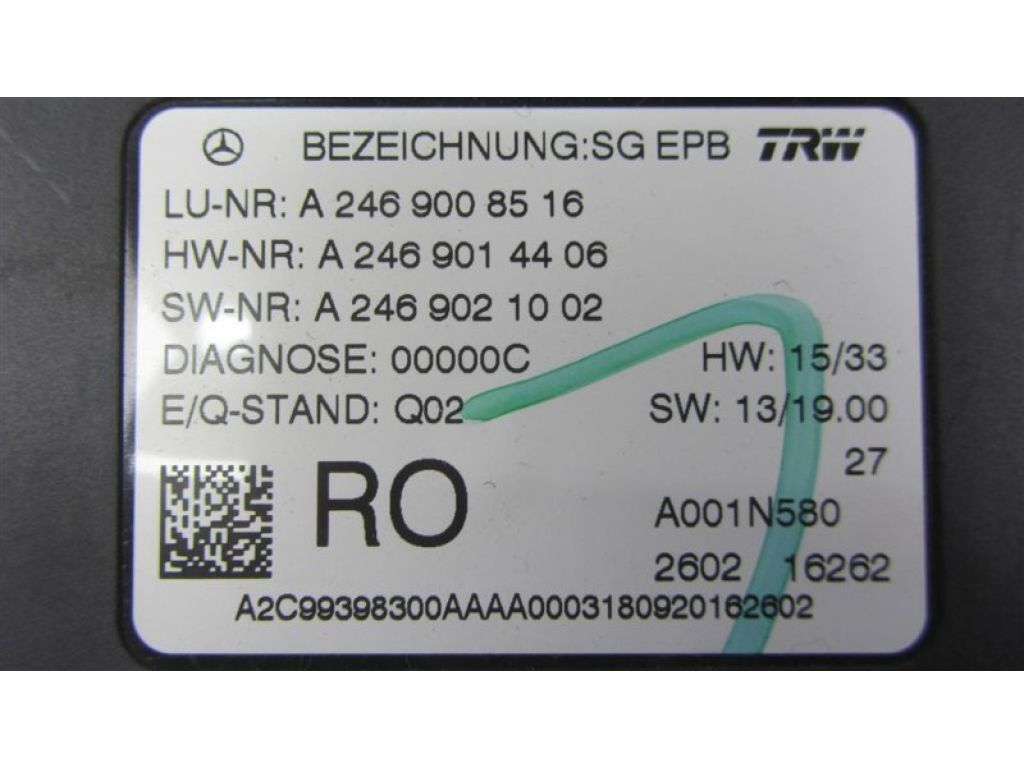 BEZEICHNUNG:SG EPB TRW
LU-NR: A 246 900 85 16
HW-NR: A 246 901 44 06
SW-NR: A 246 902 10 02
DIAGNOSE: 00000C HW: 15/33
E/Q-STAND: Q02 SW: 13/19.00
27
RO
A001N580
2602 16262
A2C99398300AAAA0003180920162602